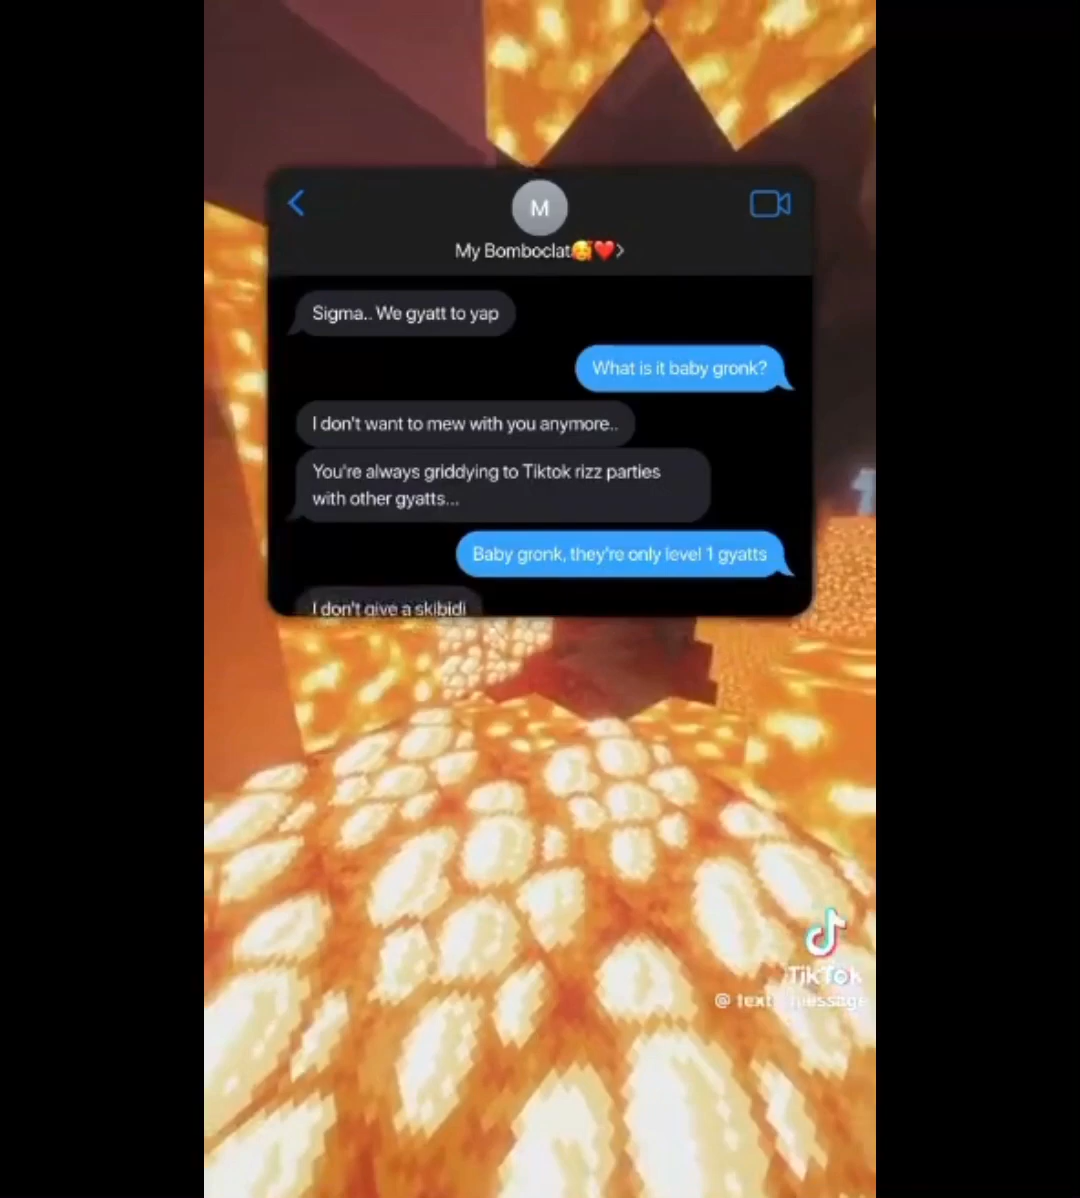 M
My Bomboclat🥰❤️>
Sigma.. We gyatt to yap
What is it baby gronk?
I don't want to mew with you anymore..
You're always griddying to Tiktok rizz parties
with other gyatts...
Baby gronk, they're only level 1 gyatts
I don't give a skibidi
TikTok
@ text message